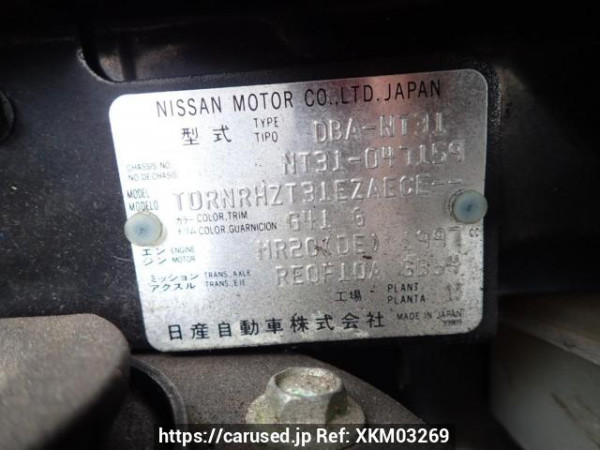 NISSAN MOTOR CO.,LTD. JAPAN
型式 TYPE TIPO DBA-NT31
CHASSIS NO. NO.DE.CHASIS NT31-047159
MODEL MODELO TDRNRHZT31EZAECE--
カラー COLOR, TRIM COLOR, GUARNICION G41 G
エンジン ENGINE MOTOR MR20(DE) 1997 cc
ミッション アクスル TRANS. AXLE TRANS. EJE RE0F10A GB54
工場 PLANT PLANTA
日産自動車株式会社 MADE IN JAPAN
https://carused.jp Ref: XKM03269